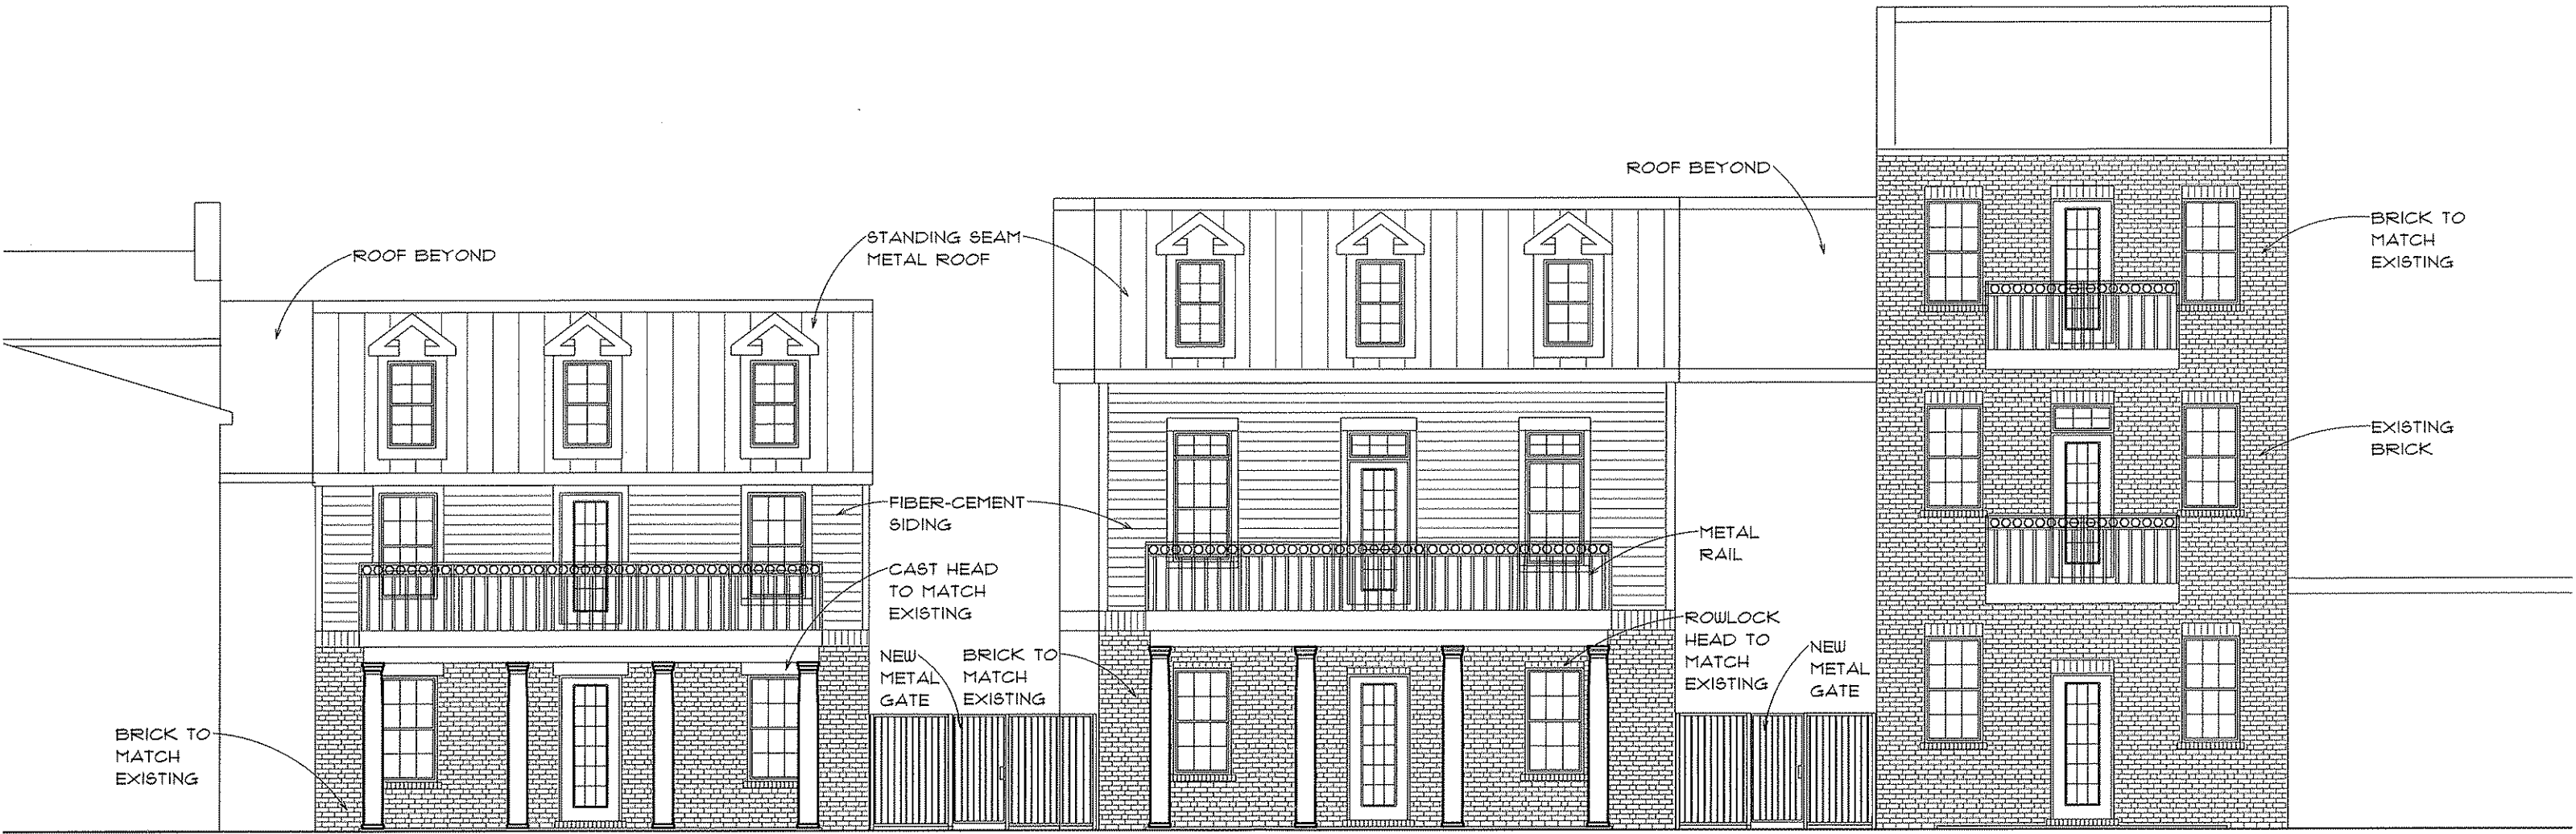 ROOF BEYOND
STANDING SEAM
METAL ROOF
ROOF BEYOND
BRICK TO
MATCH
EXISTING
EXISTING
BRICK
FIBER-CEMENT
SIDING
METAL
RAIL
CAST HEAD
TO MATCH
EXISTING
ROWLOCK
HEAD TO
MATCH
EXISTING
NEW
METAL
GATE
BRICK TO
MATCH
EXISTING
NEW
METAL
GATE
BRICK TO
MATCH
EXISTING